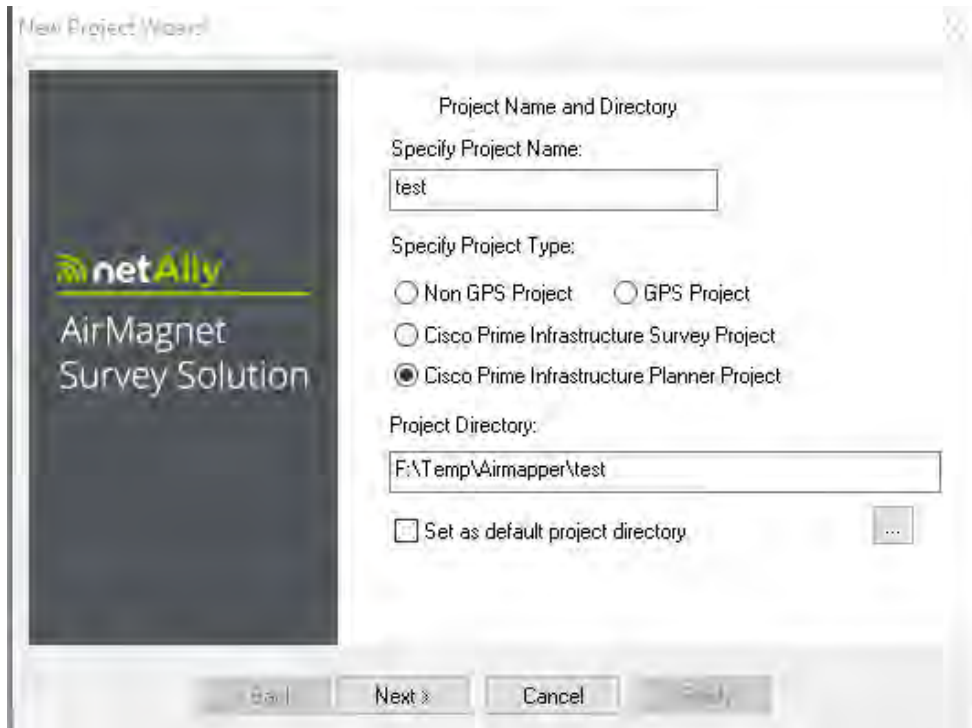 New Project Wizard
netAlly
AirMagnet
Survey Solution
Project Name and Directory
Specify Project Name:
test
Specify Project Type:
Non GPS Project
GPS Project
Cisco Prime Infrastructure Survey Project
Cisco Prime Infrastructure Planner Project
Project Directory:
F:\Temp\Airmapper\test
Set as default project directory
...
Back
Next >
Cancel